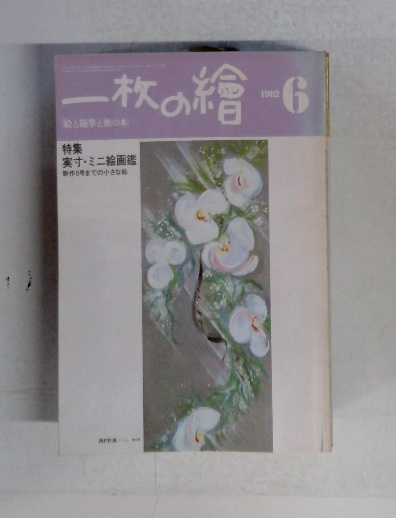 一枚の繪
1982 6
絵と随筆と旅の本
特集
実寸・ミニ絵画鑑
新作6号までの小さな絵